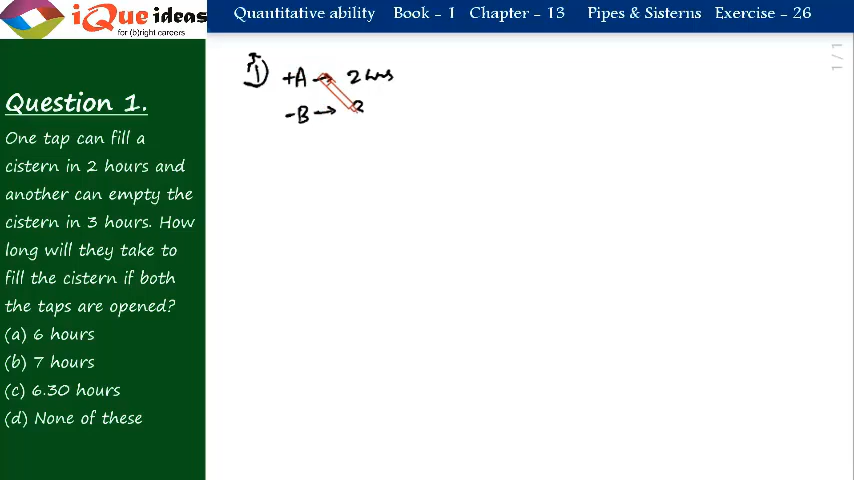 iQue ideas
for (b)right careers
Quantitative ability Book - 1 Chapter - 13 Pipes & Sisterns Exercise - 26
1/1
Question 1.
One tap can fill a
cistern in 2 hours and
another can empty the
cistern in 3 hours. How
long will they take to
fill the cistern if both
the taps are opened?
(a) 6 hours
(b) 7 hours
(c) 6.30 hours
(d) None of these
1)
+A → 2 hrs
-B →